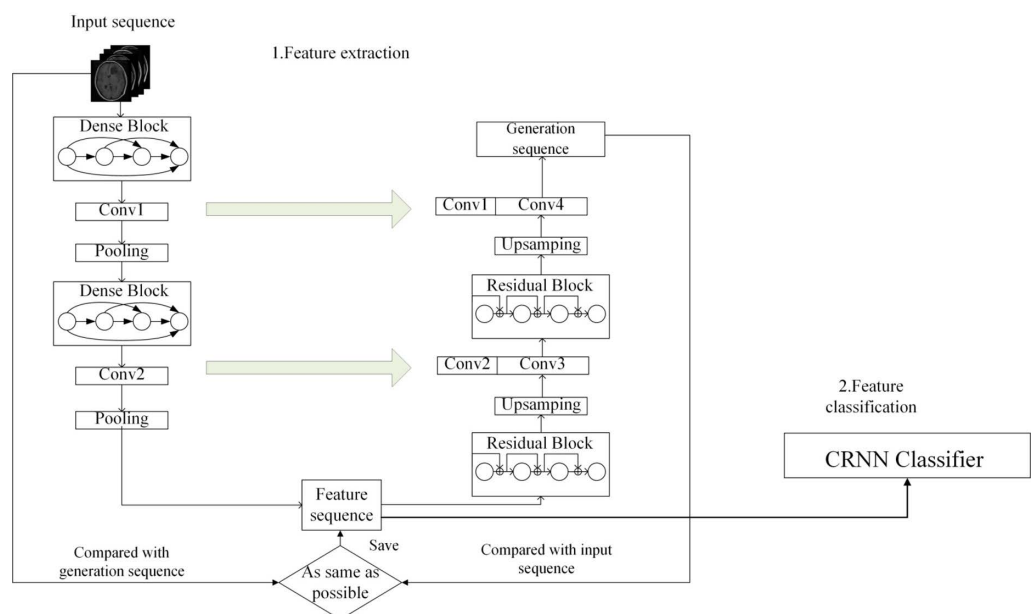 Input sequence
1.Feature extraction
Dense Block
Conv1
Pooling
Dense Block
Conv2
Pooling
Generation
sequence
Conv1 Conv4
Upsamping
Residual Block
Conv2 Conv3
Upsamping
Residual Block
2.Feature
classification
CRNN Classifier
Feature
sequence
Save
Compared with
generation sequence
As same as
possible
Compared with input
sequence